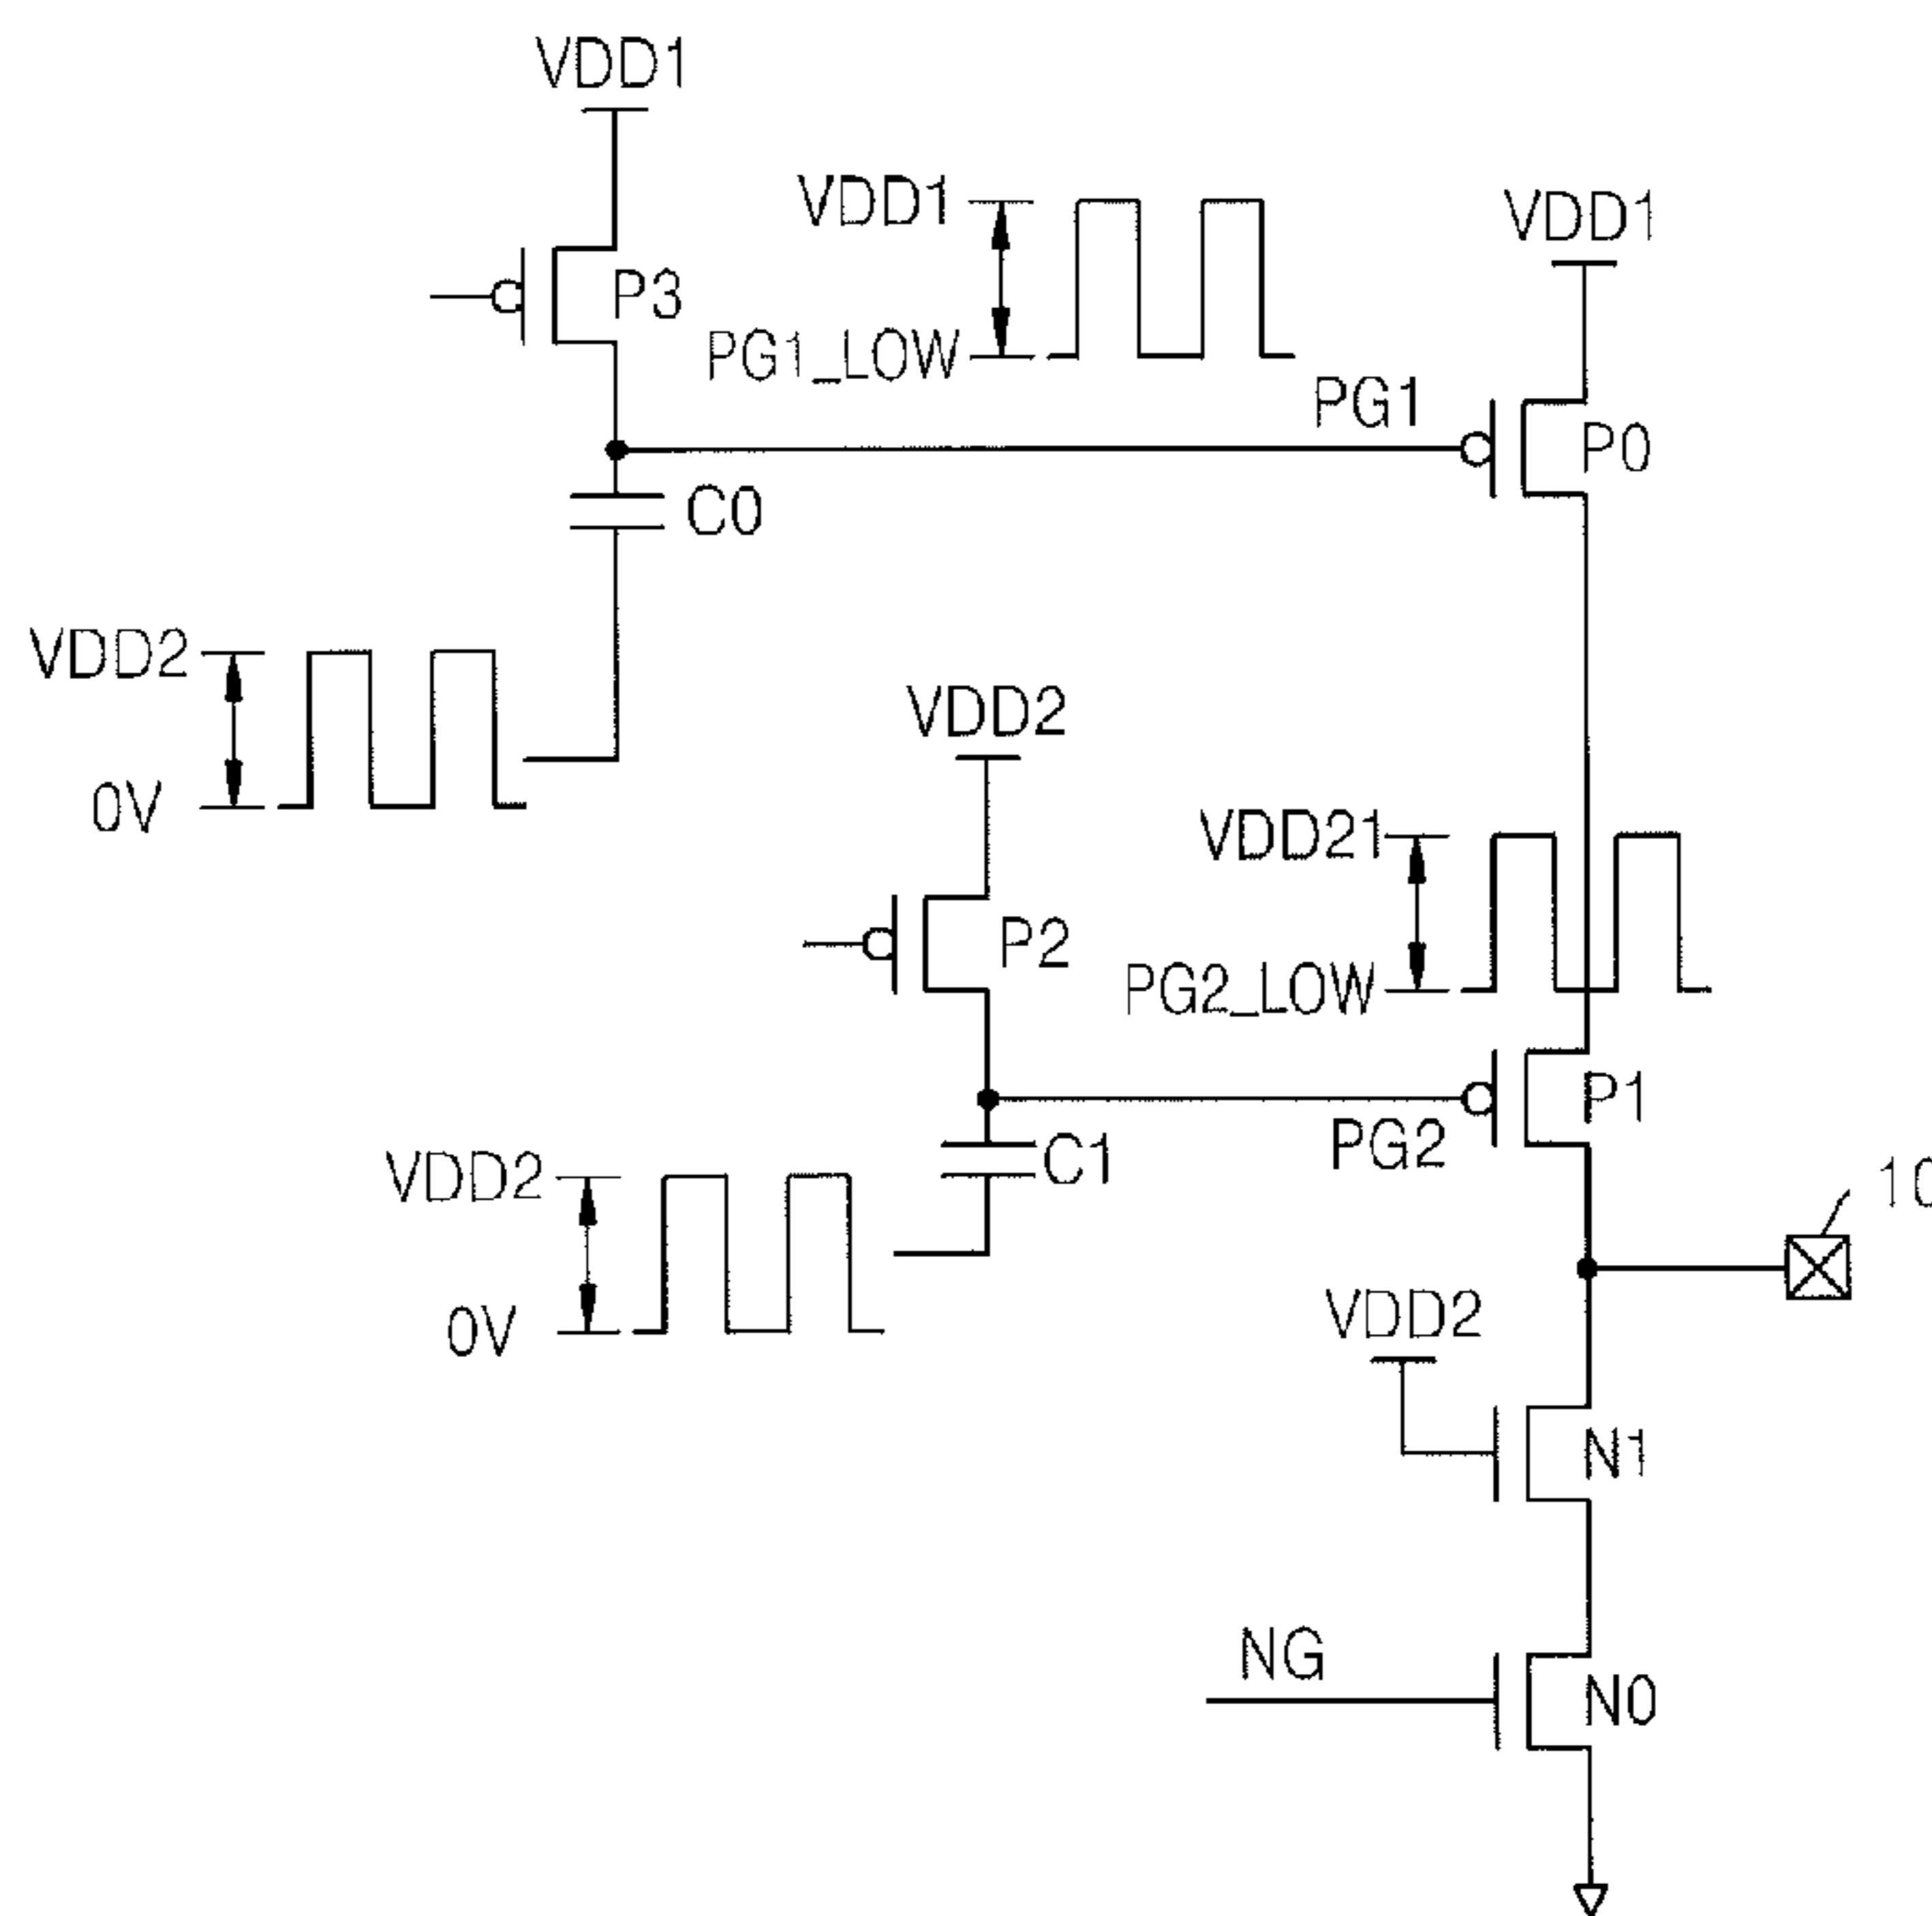 VDD1
VDD1
VDD1
P3
PG1_LOW
PG1
P0
C0
VDD2
VDD2
0V
VDD21
P2
PG2_LOW
P1
PG2
C1
VDD2
10
VDD2
0V
N1
NG
N0